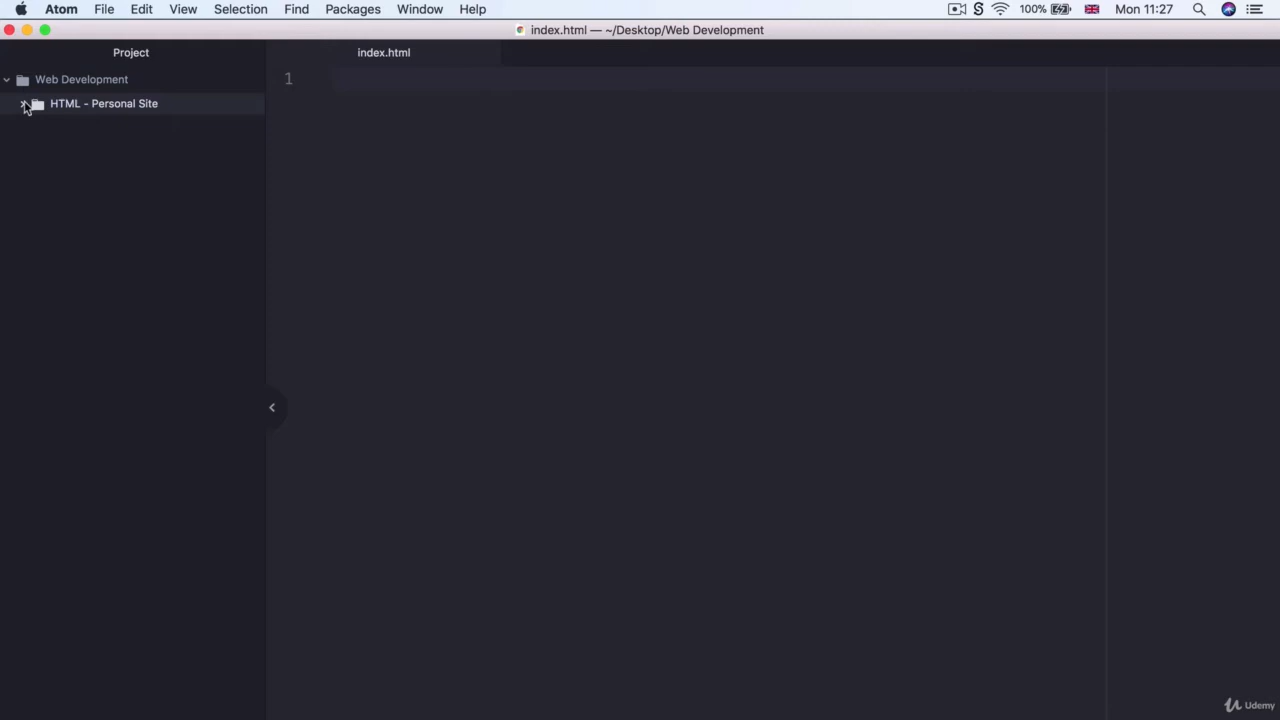 Atom File Edit View Selection Find Packages Window Help 100% Mon 11:27
index.html — ~/Desktop/Web Development
Project index.html
Web Development 1
HTML - Personal Site
Udemy